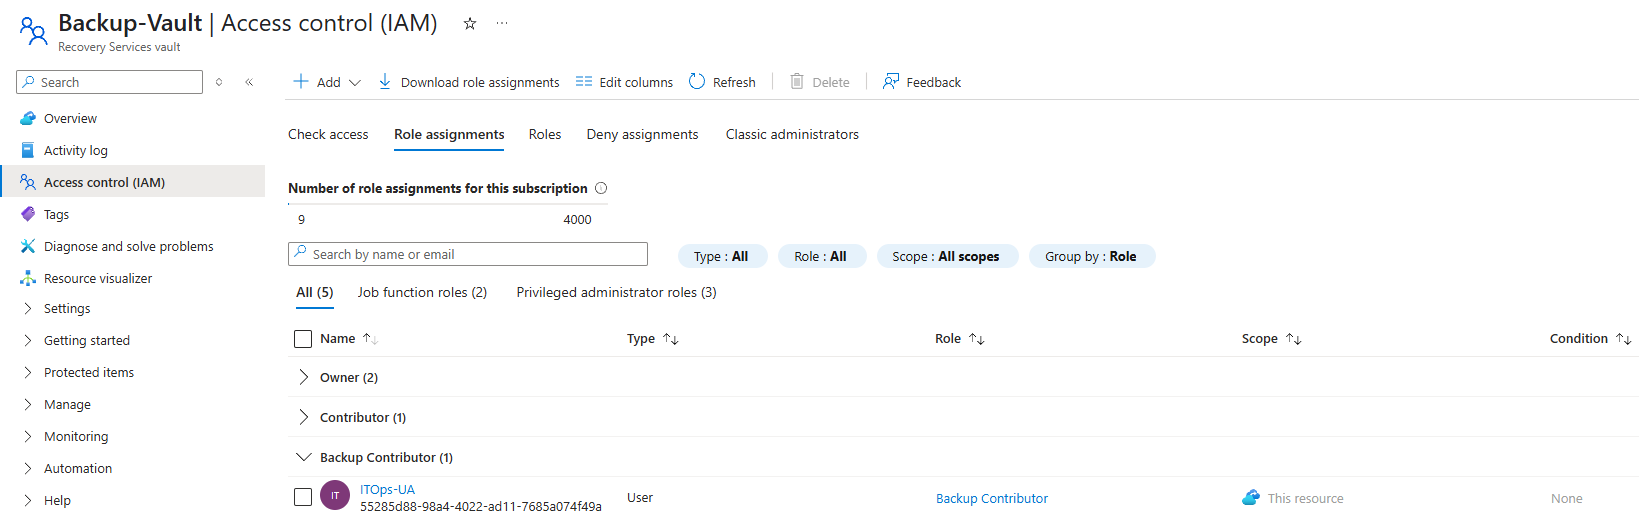 Backup-Vault | Access control (IAM)
Recovery Services vault
Search
Overview
Activity log
Access control (IAM)
Tags
Diagnose and solve problems
Resource visualizer
Settings
Getting started
Protected items
Manage
Monitoring
Automation
Help
Add
Download role assignments
Edit columns
Refresh
Delete
Feedback
Check access
Role assignments
Roles
Deny assignments
Classic administrators
Number of role assignments for this subscription
9 4000
Search by name or email
Type : All
Role : All
Scope : All scopes
Group by : Role
All (5)
Job function roles (2)
Privileged administrator roles (3)
Name Type Role Scope Condition
Owner (2)
Contributor (1)
Backup Contributor (1)
IT
ITOps-UA
55285d88-98a4-4022-ad11-7685a074f49a
User Backup Contributor This resource None